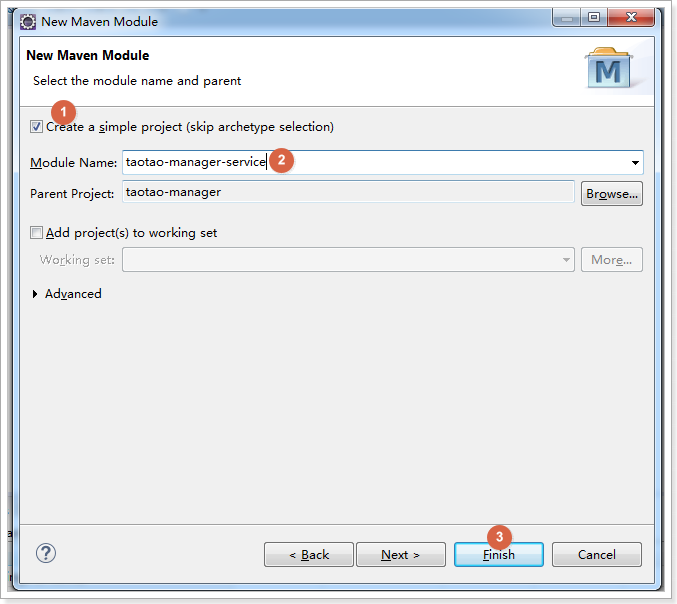 New Maven Module
New Maven Module
Select the module name and parent
M
1
Create a simple project (skip archetype selection)
Module Name: taotao-manager-service 2
Parent Project: taotao-manager Browse...
Add project(s) to working set
Working set: More...
Advanced
3
? < Back Next > Finish Cancel